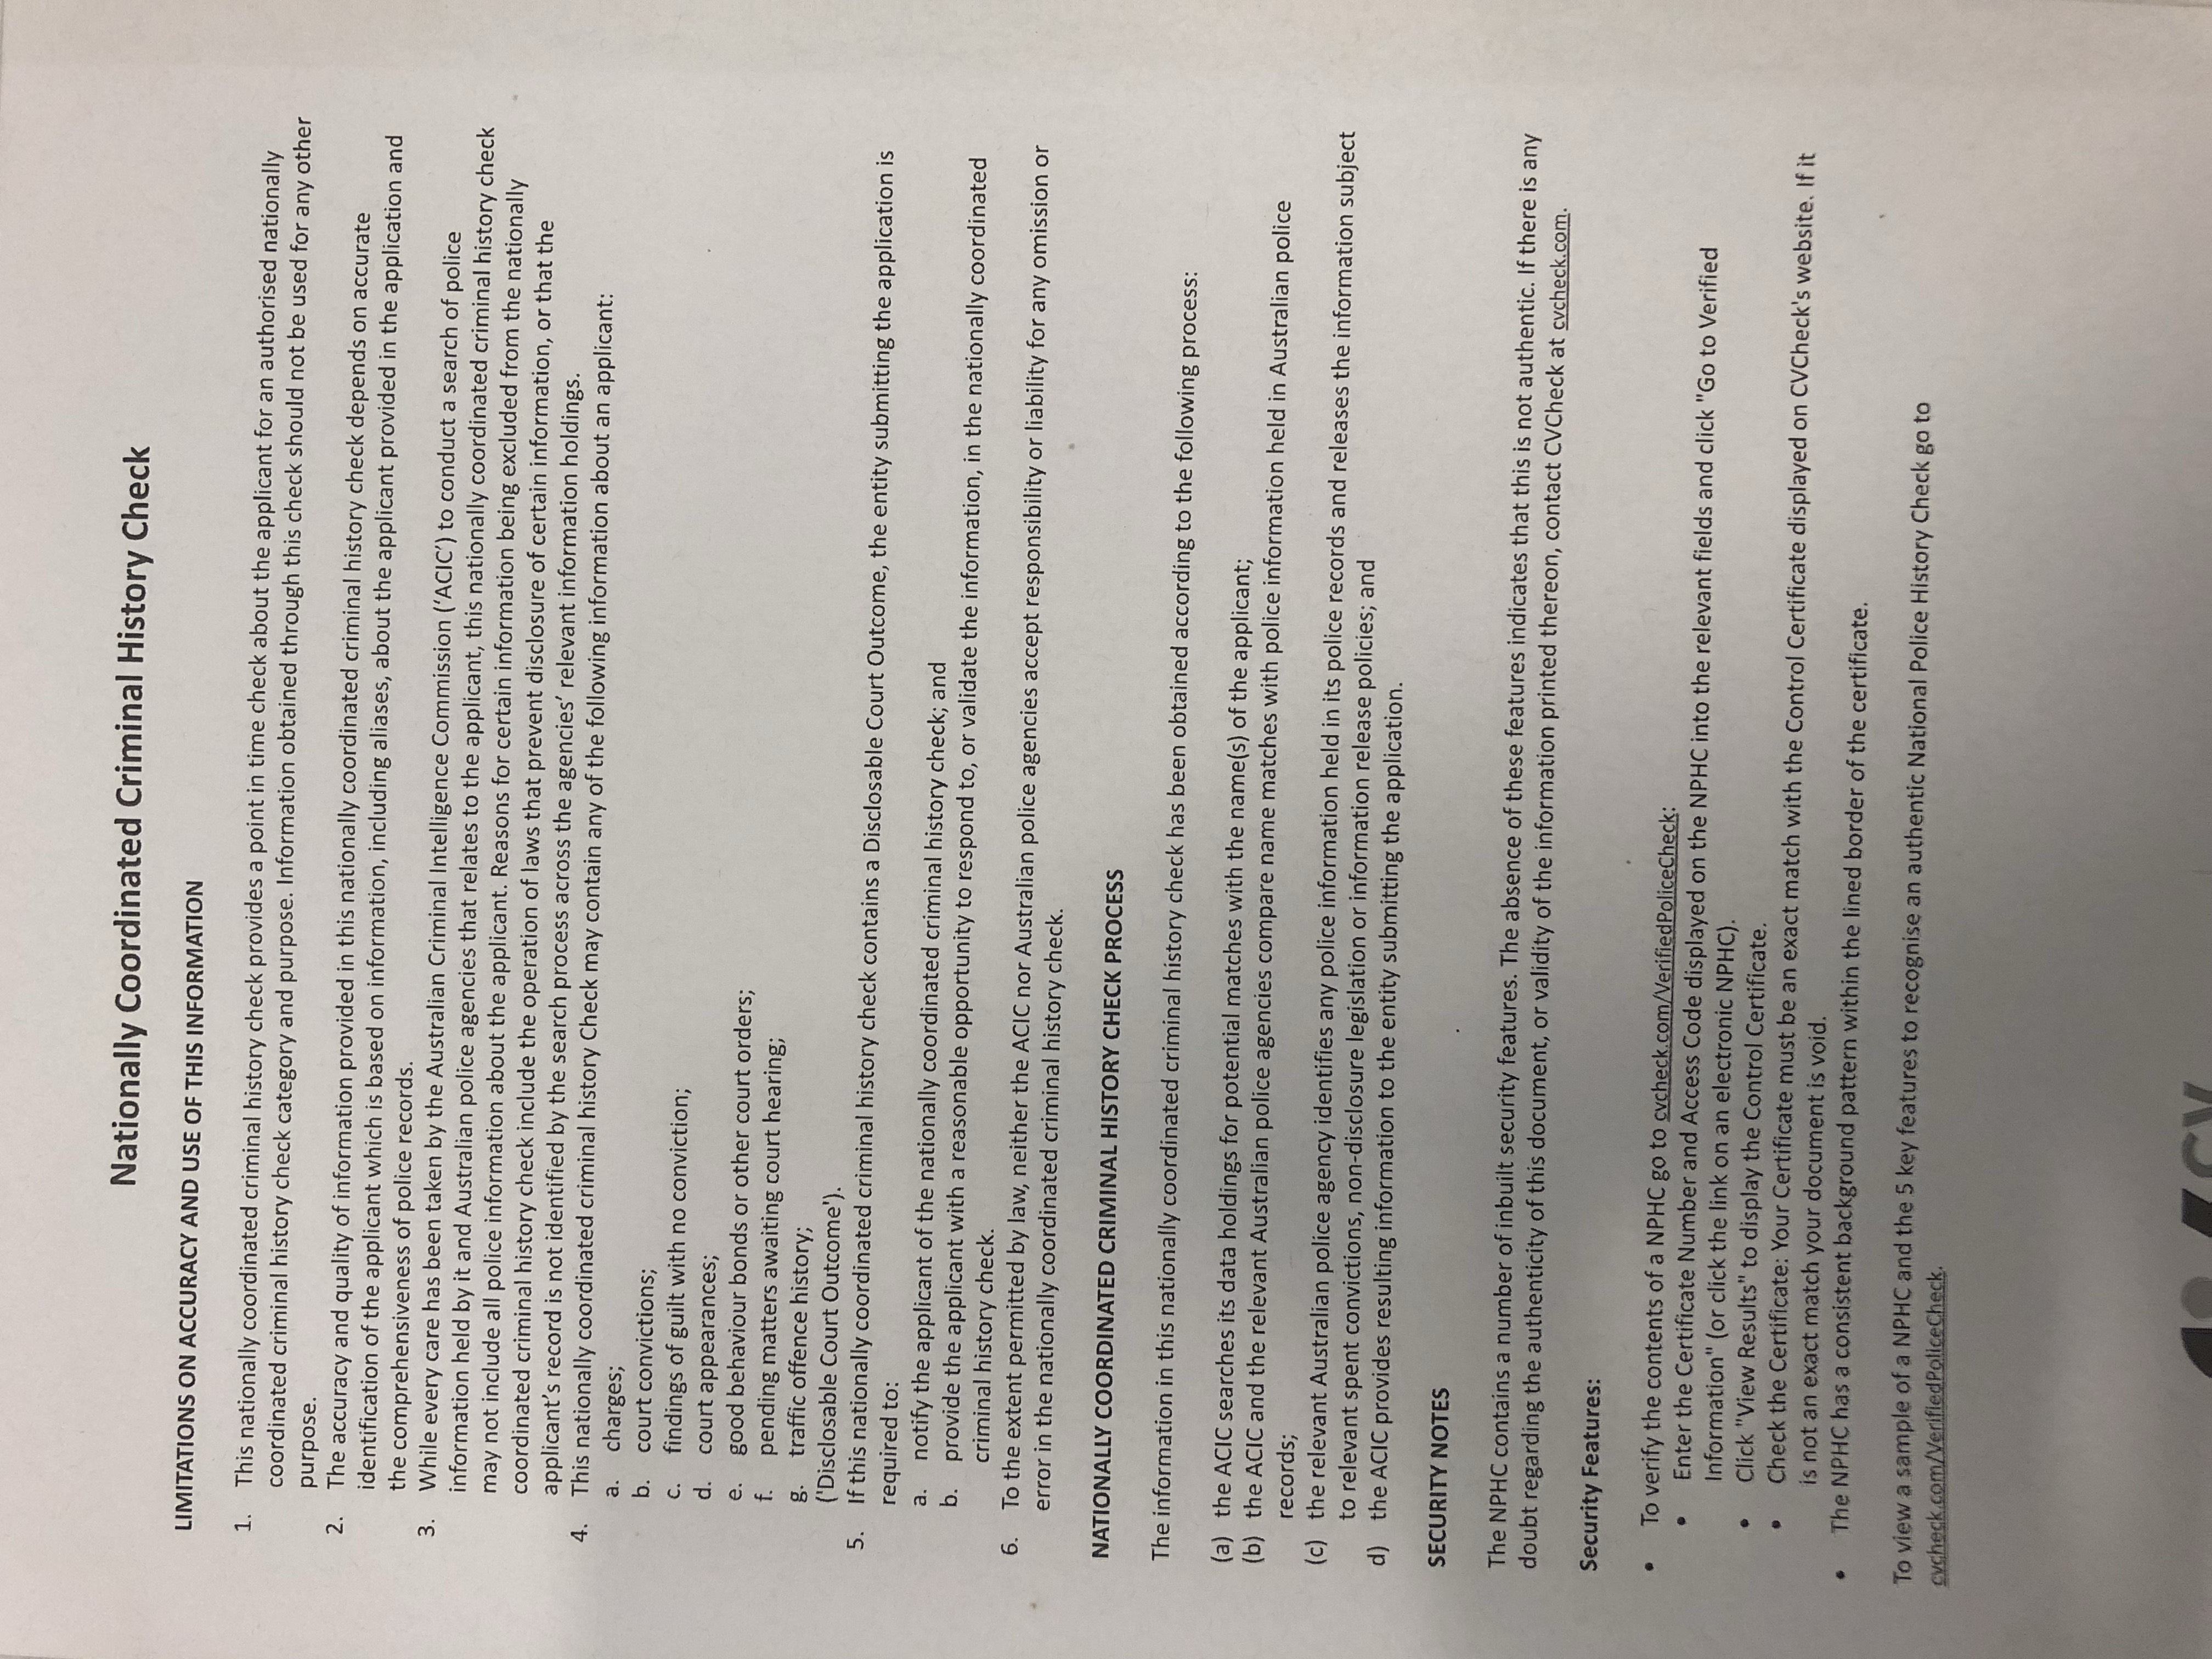 Nationally Coordinated Criminal History Check
LIMITATIONS ON ACCURACY AND USE OF THIS INFORMATION
1. This nationally coordinated criminal history check provides a point in time check about the applicant for an authorised nationally
coordinated criminal history check category and purpose. Information obtained through this check should not be used for any other
purpose.
2. The accuracy and quality of information provided in this nationally coordinated criminal history check depends on accurate
identification of the applicant which is based on information, including aliases, about the applicant provided in the application and
the comprehensiveness of police records.
3. While every care has been taken by the Australian Criminal Intelligence Commission ('ACIC') to conduct a search of police
information held by it and Australian police agencies that relates to the applicant, this nationally coordinated criminal history check
may not include all police information about the applicant. Reasons for certain information being excluded from the nationally
coordinated criminal history check include the operation of laws that prevent disclosure of certain information, or that the
applicant's record is not identified by the search process across the agencies' relevant information holdings.
4. This nationally coordinated criminal history Check may contain any of the following information about an applicant:
a. charges;
b. court convictions;
c. findings of guilt with no conviction;
d. court appearances;
e. good behaviour bonds or other court orders;
f. pending matters awaiting court hearing;
g. traffic offence history;
('Disclosable Court Outcome').
5. If this nationally coordinated criminal history check contains a Disclosable Court Outcome, the entity submitting the application is
required to:
a. notify the applicant of the nationally coordinated criminal history check; and
b. provide the applicant with a reasonable opportunity to respond to, or validate the information, in the nationally coordinated
criminal history check.
6. To the extent permitted by law, neither the ACIC nor Australian police agencies accept responsibility or liability for any omission or
error in the nationally coordinated criminal history check.
NATIONALLY COORDINATED CRIMINAL HISTORY CHECK PROCESS
The information in this nationally coordinated criminal history check has been obtained according to the following process:
(a) the ACIC searches its data holdings for potential matches with the name(s) of the applicant;
(b) the ACIC and the relevant Australian police agencies compare name matches with police information held in Australian police
records;
(c) the relevant Australian police agency identifies any police information held in its police records and releases the information subject
to relevant spent convictions, non-disclosure legislation or information release policies; and
d) the ACIC provides resulting information to the entity submitting the application.
SECURITY NOTES
The NPHC contains a number of inbuilt security features. The absence of these features indicates that this is not authentic. If there is any
doubt regarding the authenticity of this document, or validity of the information printed thereon, contact CVCheck at cvcheck.com.
Security Features:
• To verify the contents of a NPHC go to cvcheck.com/VerifiedPoliceCheck:
• Enter the Certificate Number and Access Code displayed on the NPHC into the relevant fields and click "Go to Verified
Information" (or click the link on an electronic NPHC).
• Click "View Results" to display the Control Certificate.
• Check the Certificate: Your Certificate must be an exact match with the Control Certificate displayed on CVCheck's website. If it
is not an exact match your document is void.
• The NPHC has a consistent background pattern within the lined border of the certificate.
To view a sample of a NPHC and the 5 key features to recognise an authentic National Police History Check go to
cvcheck.com/VerifiedPoliceCheck.
CV